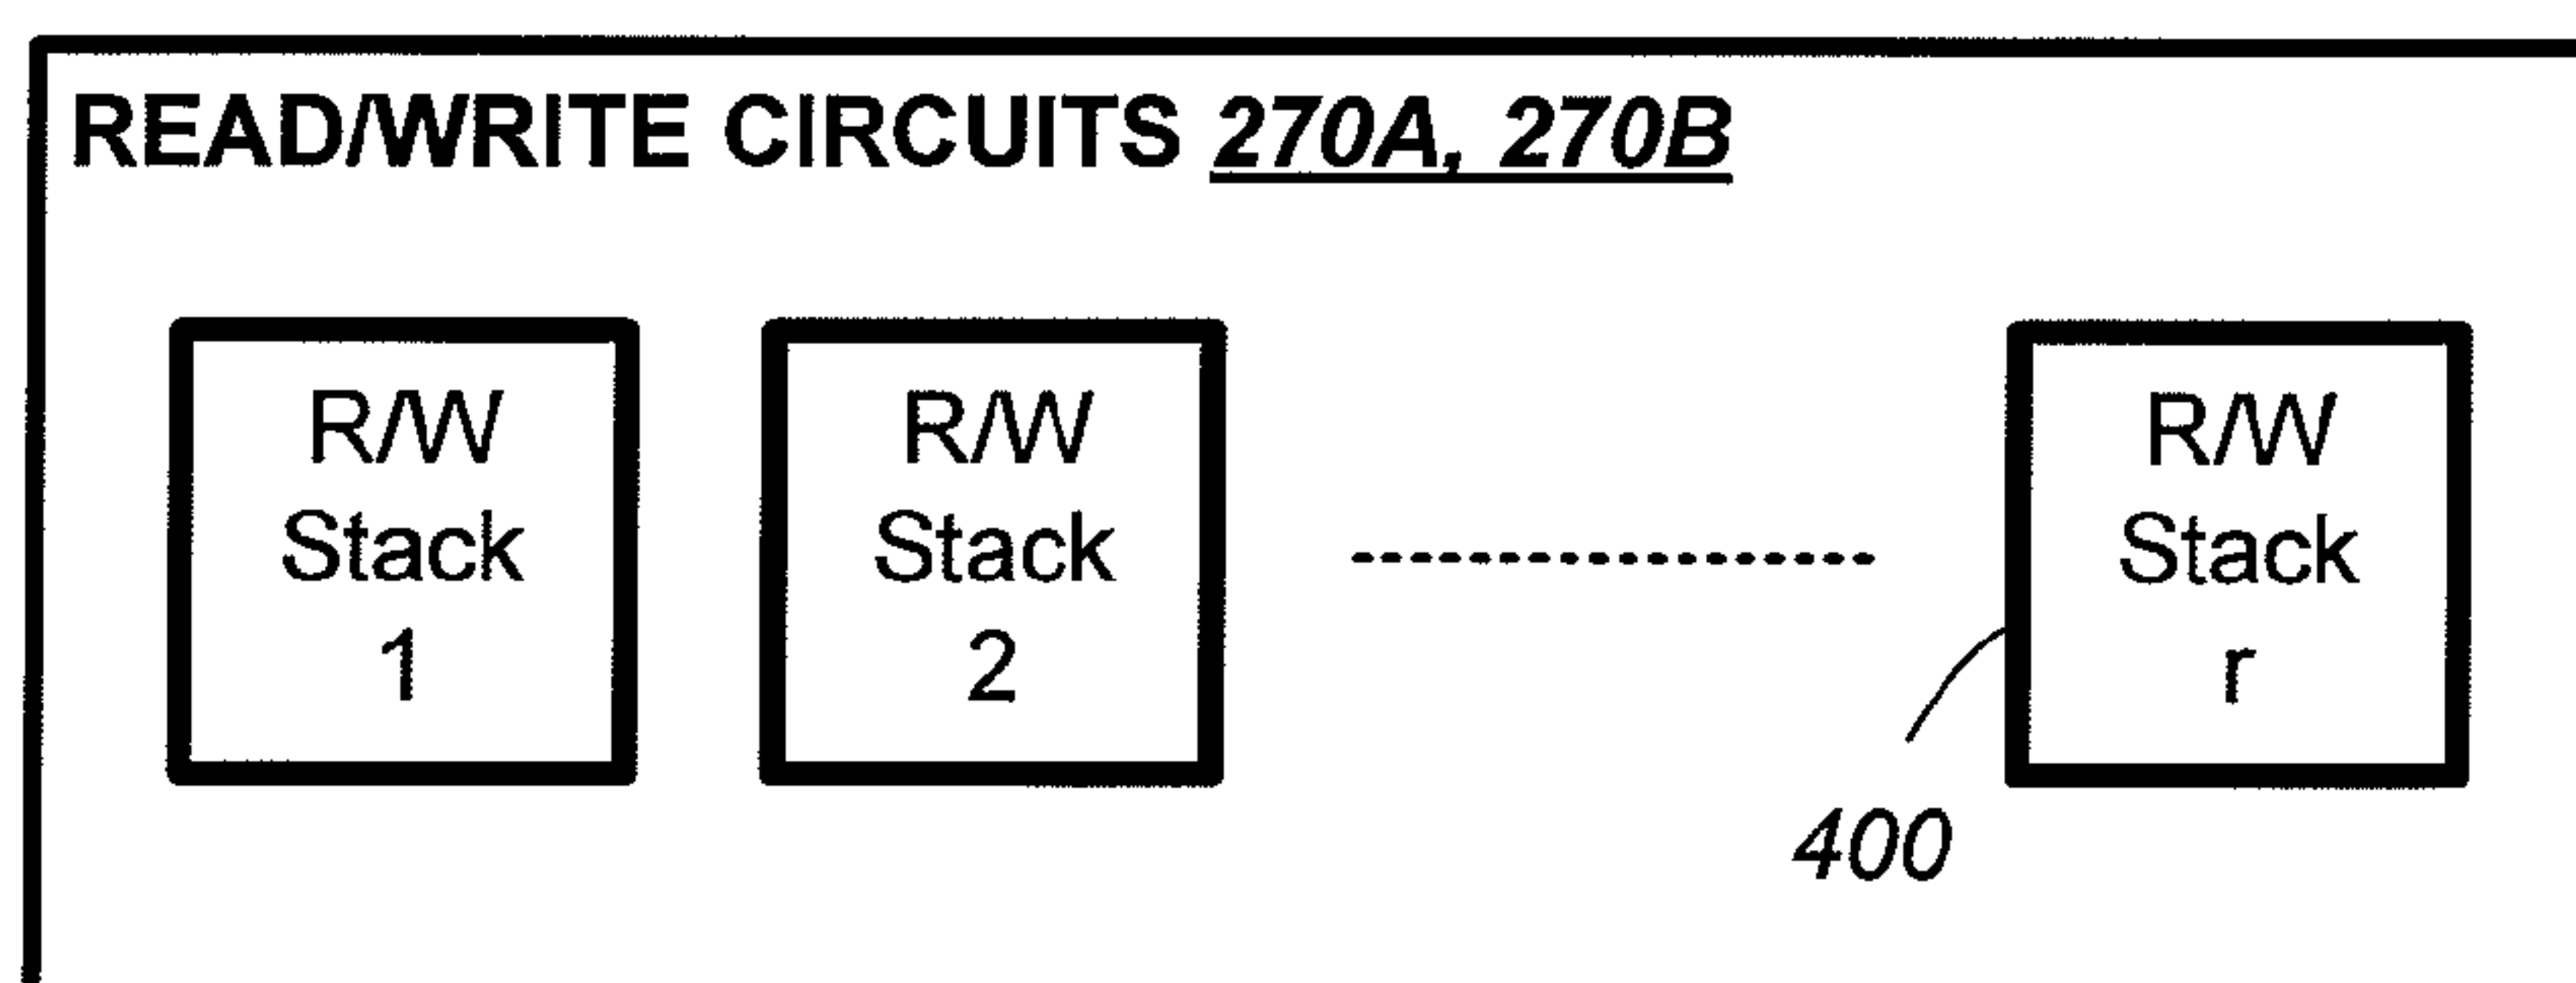 READ/WRITE CIRCUITS 270A, 270B
R/W
Stack
1
R/W
Stack
2
R/W
Stack
r
400